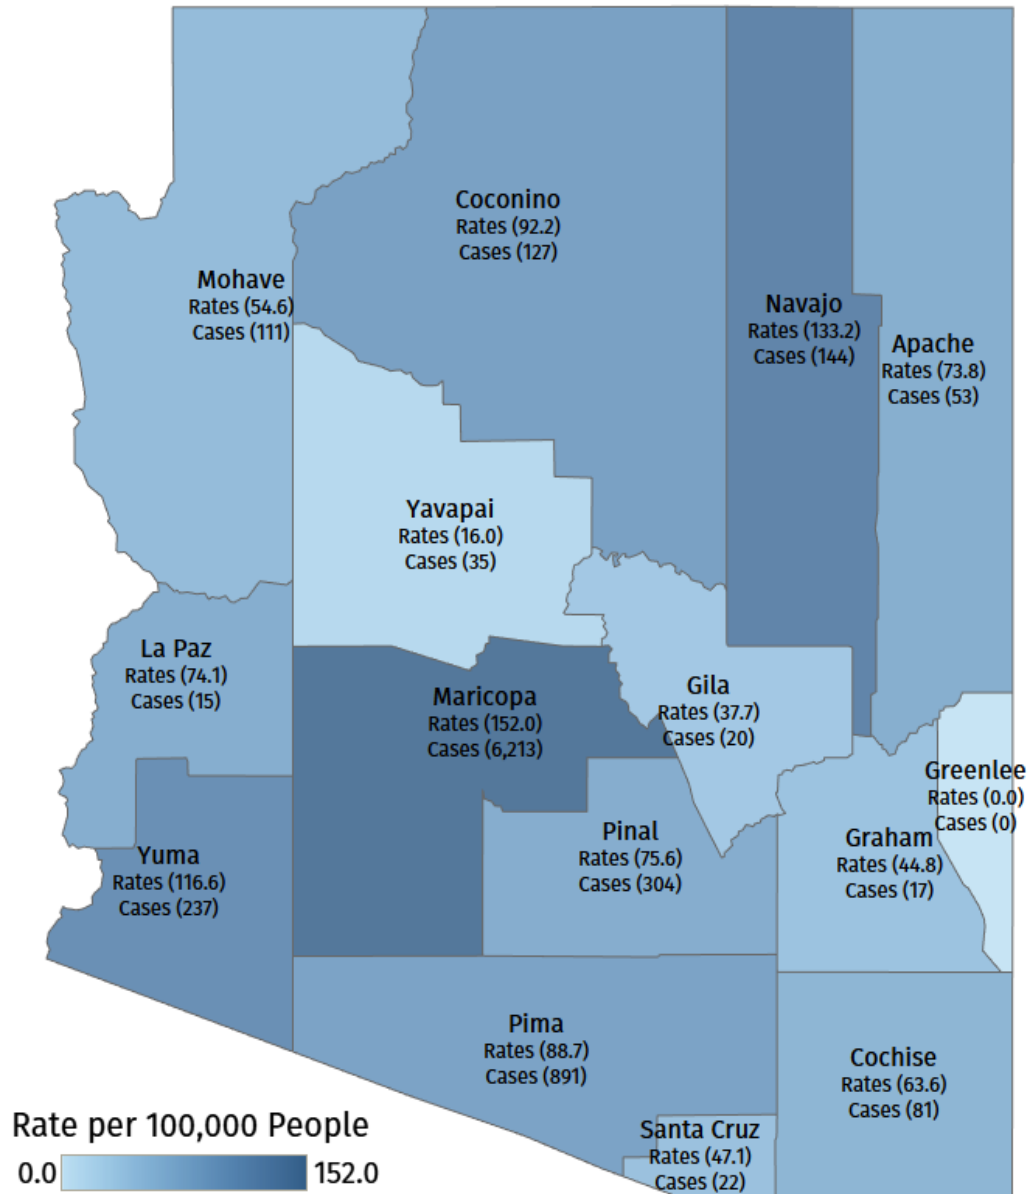 Coconino
Rates (92.2)
Cases (127)
Mohave
Rates (54.6)
Cases (111)
Navajo
Rates (133.2)
Cases (144)
Apache
Rates (73.8)
Cases (53)
Yavapai
Rates (16.0)
Cases (35)
La Paz
Rates (74.1)
Cases (15)
Maricopa
Rates (152.0)
Cases (6,213)
Gila
Rates (37.7)
Cases (20)
Greenlee
Rates (0.0)
Cases (0)
Yuma
Rates (116.6)
Cases (237)
Pinal
Rates (75.6)
Cases (304)
Graham
Rates (44.8)
Cases (17)
Pima
Rates (88.7)
Cases (891)
Cochise
Rates (63.6)
Cases (81)
Santa Cruz
Rates (47.1)
Cases (22)
Rate per 100,000 People
0.0 152.0